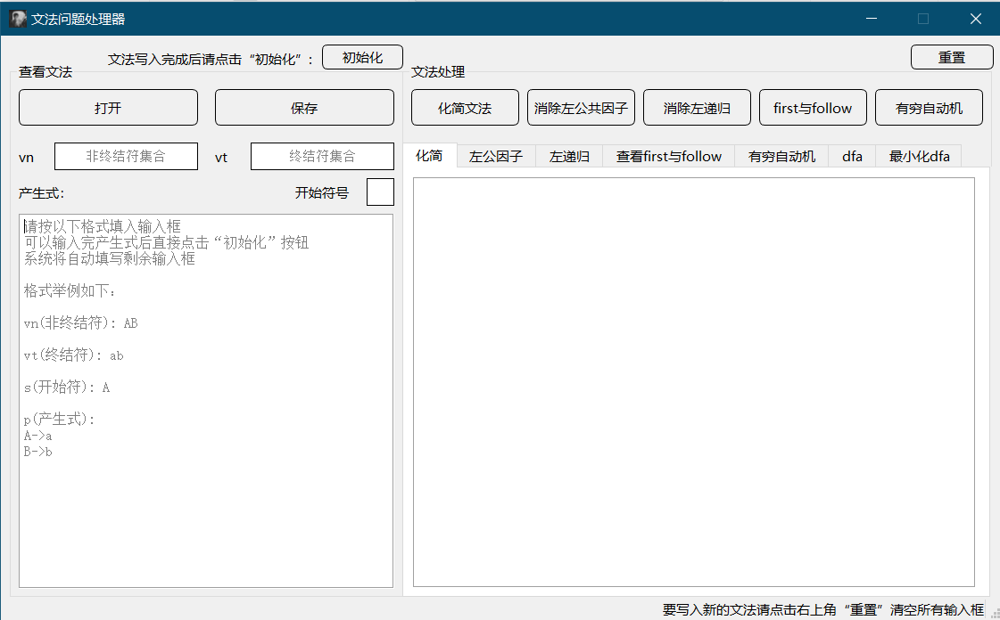 文法问题处理器
文法写入完成后请点击“初始化”：
初始化
重置
查看文法
文法处理
打开
保存
化简文法
消除左公共因子
消除左递归
first与follow
有穷自动机
vn
非终结符集合
vt
终结符集合
化简
左公因子
左递归
查看first与follow
有穷自动机
dfa
最小化dfa
产生式:
开始符号
请按以下格式填入输入框
可以输入完产生式后直接点击“初始化”按钮
系统将自动填写剩余输入框
格式举例如下:
vn(非终结符): AB
vt(终结符): ab
s(开始符): A
p(产生式):
A->a
B->b
要写入新的文法请点击右上角“重置”清空所有输入框